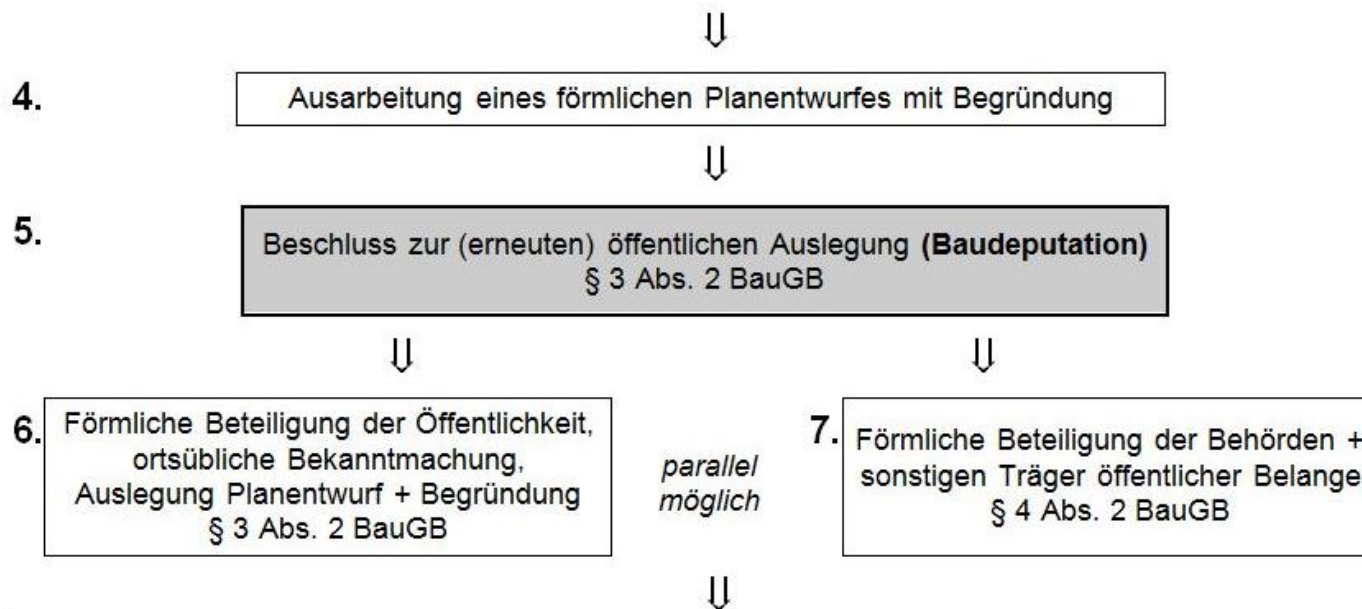 4.
Ausarbeitung eines förmlichen Planentwurfes mit Begründung
5.
Beschluss zur (erneuten) öffentlichen Auslegung (Baudeputation)
§ 3 Abs. 2 BauGB
6.
Förmliche Beteiligung der Öffentlichkeit,
ortsübliche Bekanntmachung,
Auslegung Planentwurf + Begründung
§ 3 Abs. 2 BauGB
parallel
möglich
7.
Förmliche Beteiligung der Behörden +
sonstigen Träger öffentlicher Belange
§ 4 Abs. 2 BauGB